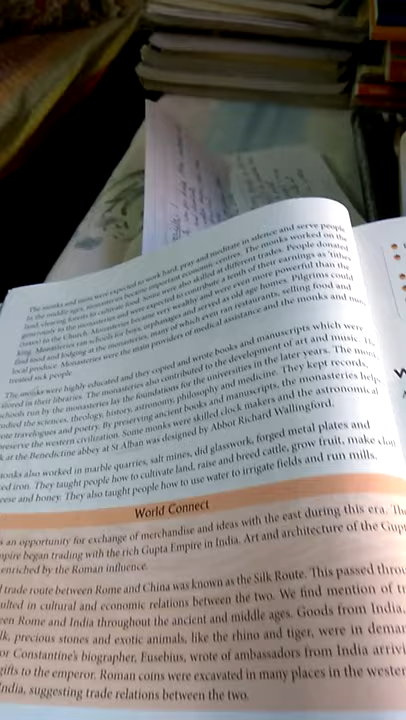 The monks and nuns were expected to work hard, pray and meditate in silence and serve people
In the middle ages, monasteries became important economic centres. The monks worked on the
land, clearing forests to cultivate food. Some were also skilled at different trades. People donated
generously to the monasteries and were expected to contribute a tenth of their earnings as 'tithes
(taxes) to the Church. Monasteries became very wealthy and were even more powerful than the
king. Monasteries ran schools for boys, orphanages and served as old age homes. Pilgrims could
find food and lodging at the monasteries, many of which even ran restaurants, selling food and
local produce. Monasteries were the main providers of medical assistance and the monks and nuns
treated sick people.
The monks were highly educated and they copied and wrote books and manuscripts which were
tioned in their libraries. The monasteries also contributed to the development of art and music.
schools run by the monasteries laid the foundations for the universities in the later years. The
udied the sciences, theology, history, astronomy, philosophy and medicine. They kept records,
ote travelogues and poetry. By preserving ancient books and manuscripts, the monasteries help
reserve the western civilization. Some monks were skilled clock makers and the astronomical
k at the Benedictine abbey at St Alban was designed by Abbot Richard Wallingford.
onks also worked in marble quarries, salt mines, did glasswork, forged metal plates and
ed iron. They taught people how to cultivate land, raise and breed cattle, grow fruit, make
eese and honey. They also taught people how to use water to irrigate fields and run mills.
World Connect
s an opportunity for exchange of merchandise and ideas with the east during this era. The
mpire began trading with the rich Gupta Empire in India. Art and architecture of the Gupt
enriched by the Roman influence.
l trade route between Rome and China was known as the Silk Route. This passed throu
ulted in cultural and economic relations between the two. We find mention of tr
een Rome and India throughout the ancient and middle ages. Goods from India,
lk, precious stones and exotic animals, like the rhino and tiger, were in deman
or Constantine's biographer, Eusebius, wrote of ambassadors from India arrivi
gifts to the emperor. Roman coins were excavated in many places in the wester
India, suggesting trade relations between the two.